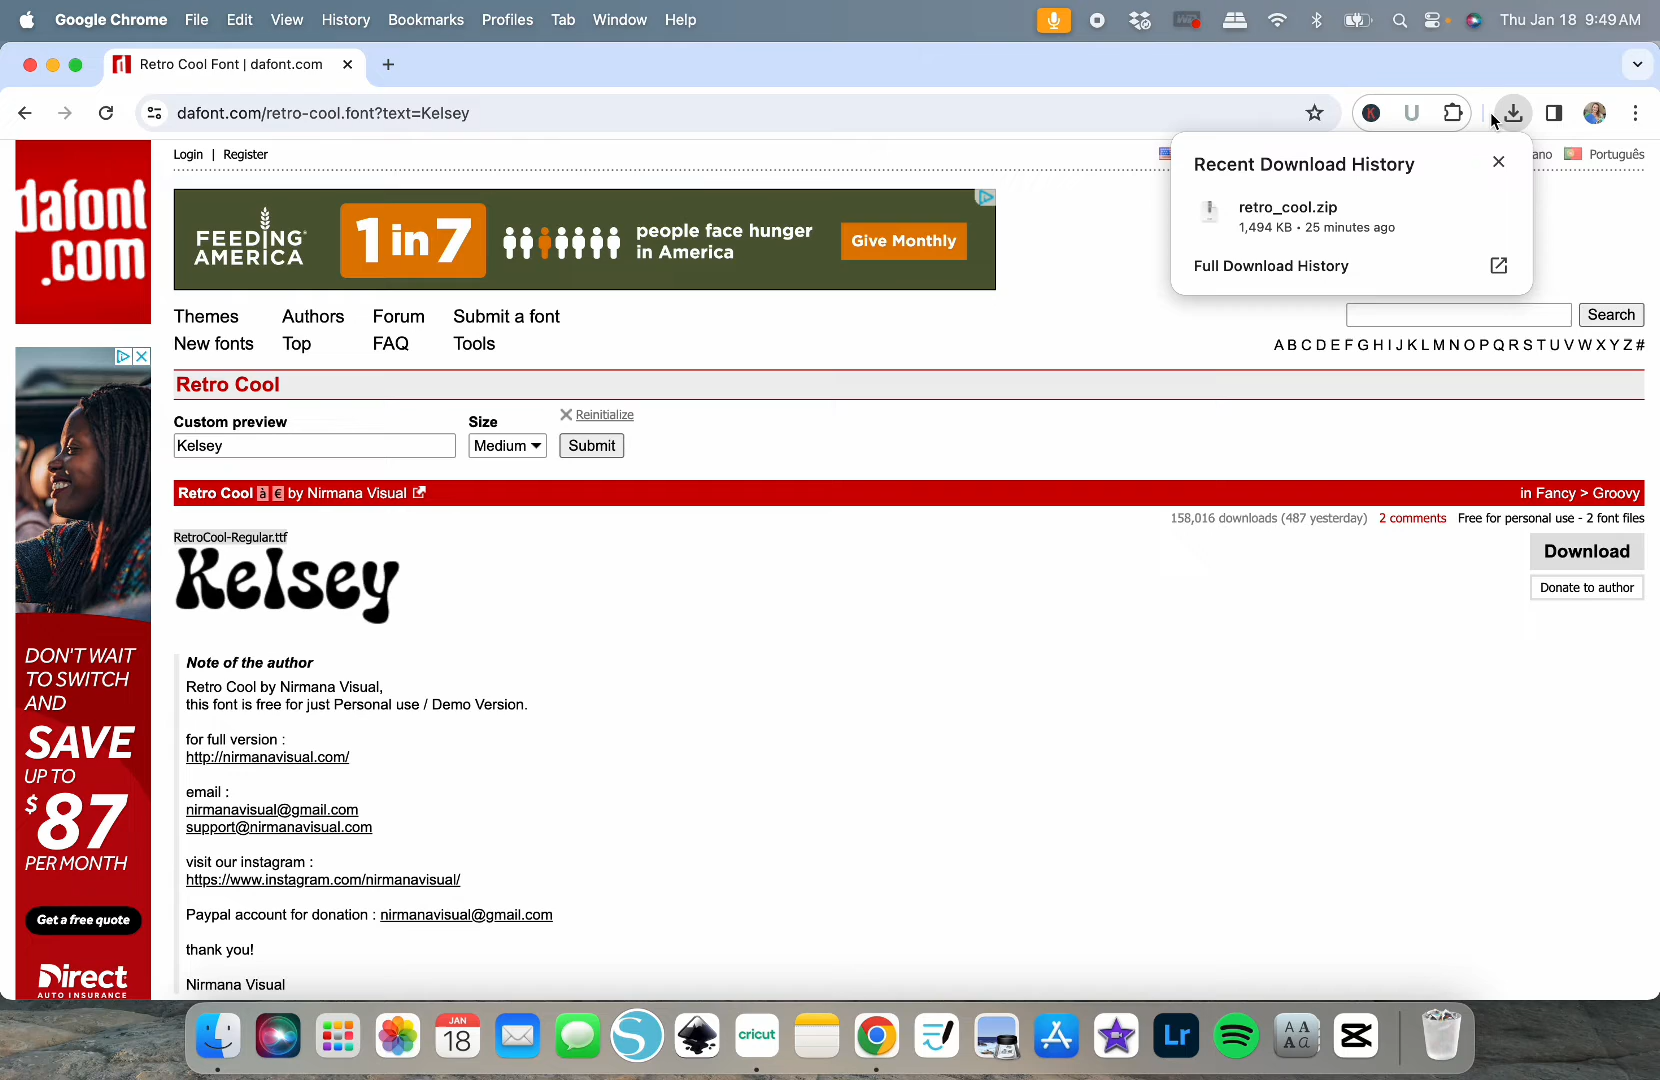 Google Chrome File Edit View History Bookmarks Profiles Tab Window Help
Thu Jan 18 9:49 AM
Retro Cool Font | dafont.com
dafont.com/retro-cool.font?text=Kelsey
K U
dafont
.com
Login | Register
ano Português
Recent Download History
retro_cool.zip
1,494 KB • 25 minutes ago
Full Download History
FEEDING
AMERICA
1 in 7
people face hunger
in America
Give Monthly
Themes Authors Forum Submit a font
New fonts Top FAQ Tools
Search
A B C D E F G H I J K L M N O P Q R S T U V W X Y Z #
Retro Cool
Custom preview Size Reinitialize
Kelsey Medium Submit
Retro Cool à € by Nirmana Visual
in Fancy > Groovy
158,016 downloads (487 yesterday) 2 comments Free for personal use - 2 font files
RetroCool-Regular.ttf
Kelsey
Download
Donate to author
Note of the author
Retro Cool by Nirmana Visual,
this font is free for just Personal use / Demo Version.
for full version :
http://nirmanavisual.com/
email :
nirmanavisual@gmail.com
support@nirmanavisual.com
visit our instagram :
https://www.instagram.com/nirmanavisual/
Paypal account for donation : nirmanavisual@gmail.com
thank you!
Nirmana Visual
DON'T WAIT
TO SWITCH
AND
SAVE
UP TO
$87
PER MONTH
Get a free quote
Direct
AUTO INSURANCE
JAN
18
S
cricut
Lr
A A
A a